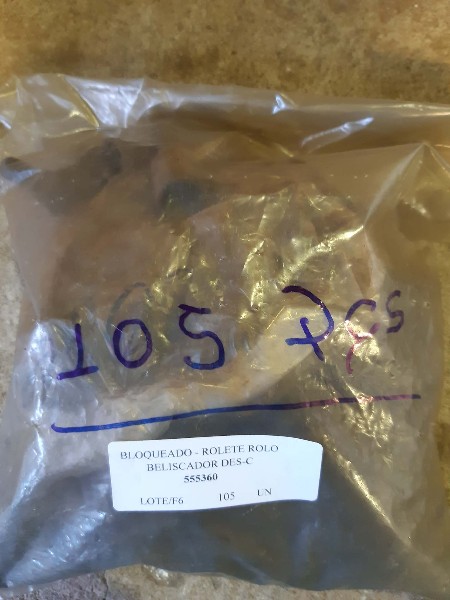 105 Pçs
BLOQUEADO - ROLETE ROLO
BELISCADOR DES-C
555360
LOTE/F6 105 UN